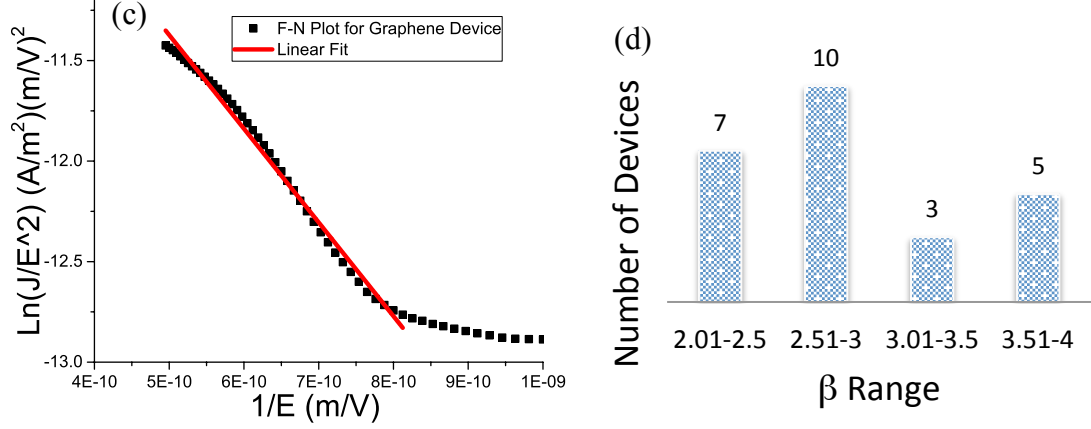 (c)
F-N Plot for Graphene Device
Linear Fit
Ln(J/E^2) (A/m²)(m/V)²
-11.5
-12.0
-12.5
-13.0
4E-10 5E-10 6E-10 7E-10 8E-10 9E-10 1E-09
1/E (m/V)
(d)
Number of Devices
7
10
3
5
2.01-2.5 2.51-3 3.01-3.5 3.51-4
β Range